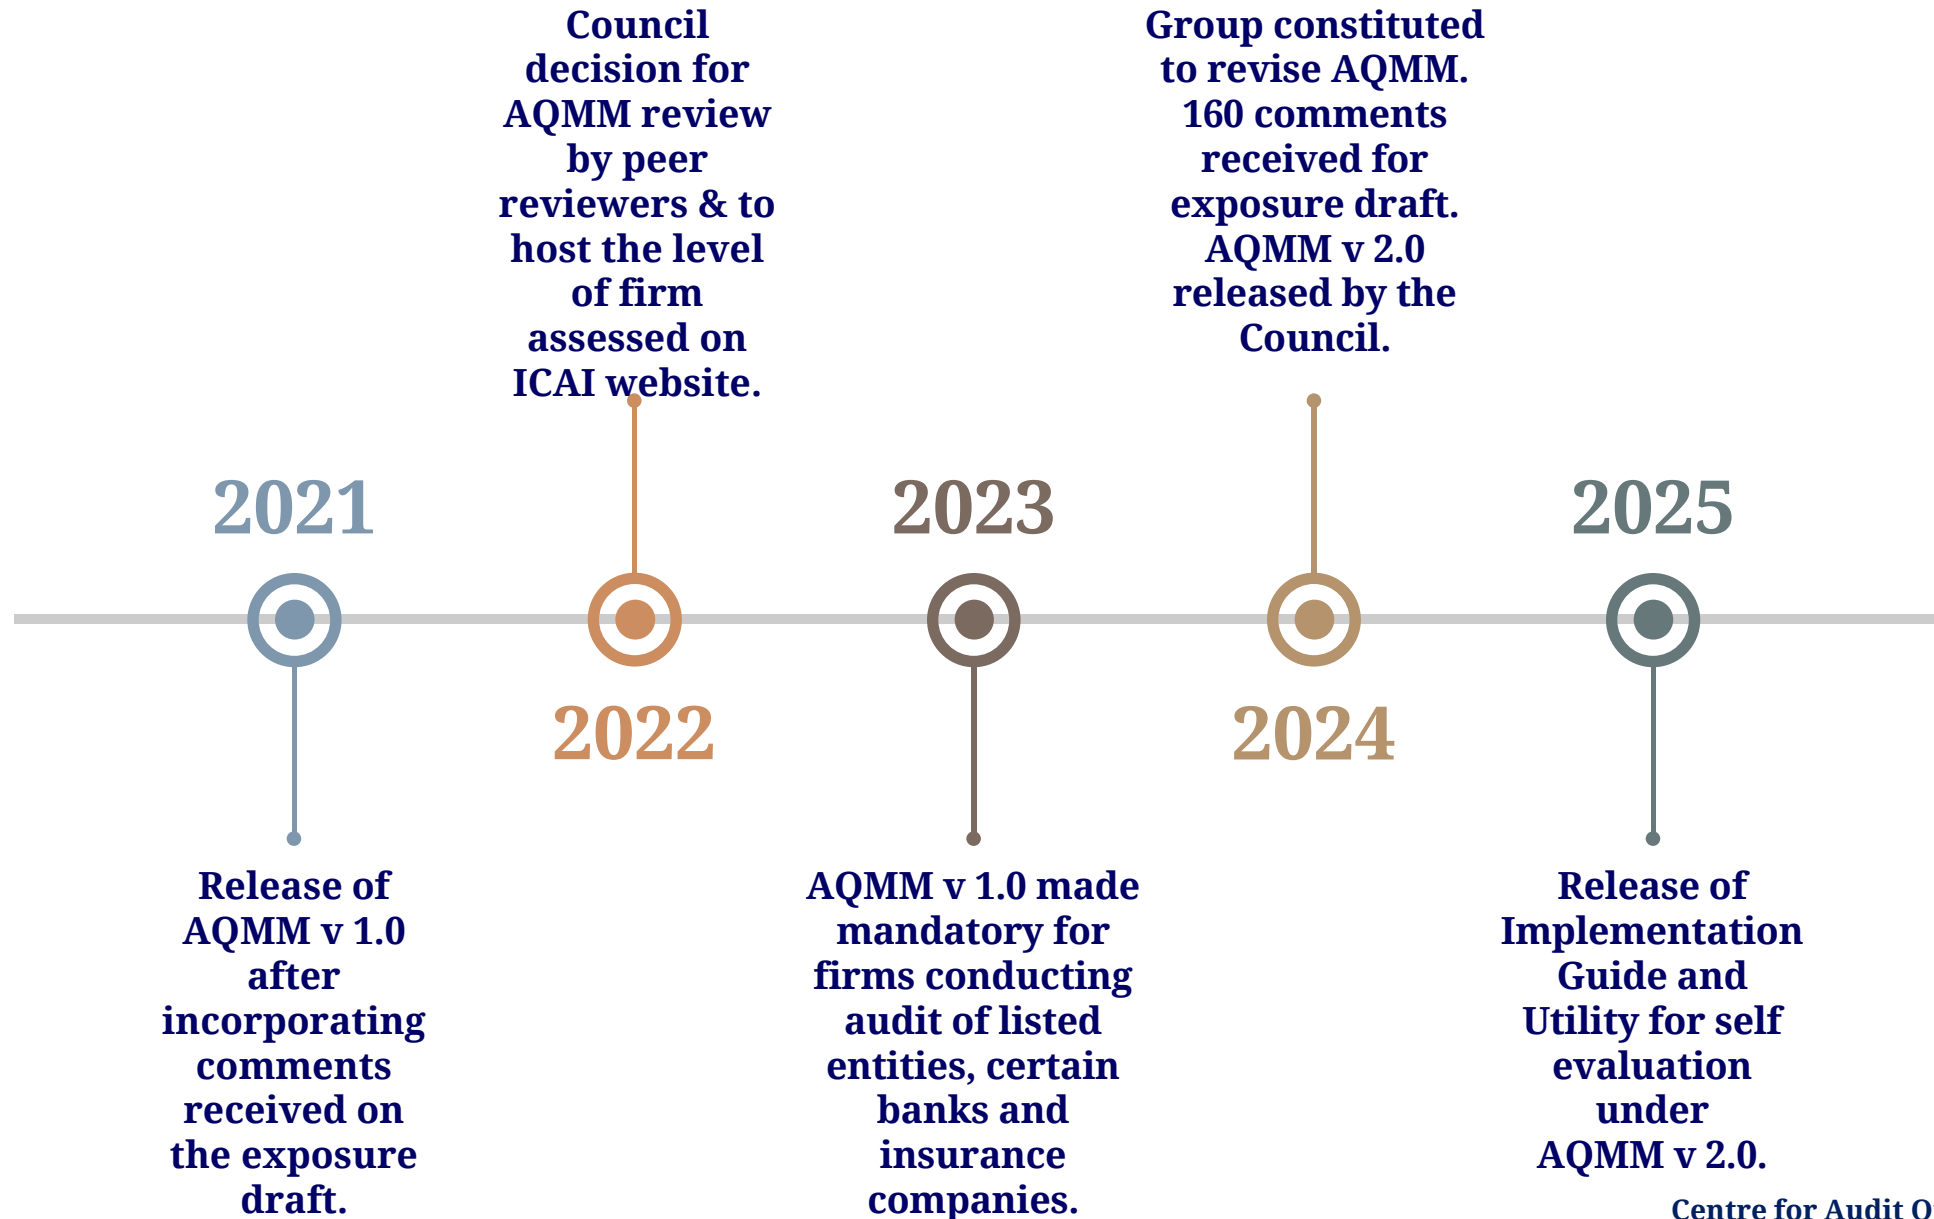 Council
decision for
AQMM review
by peer
reviewers & to
host the level
of firm
assessed on
ICAI website.
Group constituted
to revise AQMM.
160 comments
received for
exposure draft.
AQMM v 2.0
released by the
Council.
2021
2023
2025
2022
2024
Release of
AQMM v 1.0
after
incorporating
comments
received on
the exposure
draft.
AQMM v 1.0 made
mandatory for
firms conducting
audit of listed
entities, certain
banks and
insurance
companies.
Release of
Implementation
Guide and
Utility for self
evaluation
under
AQMM v 2.0.
Centre for Audit